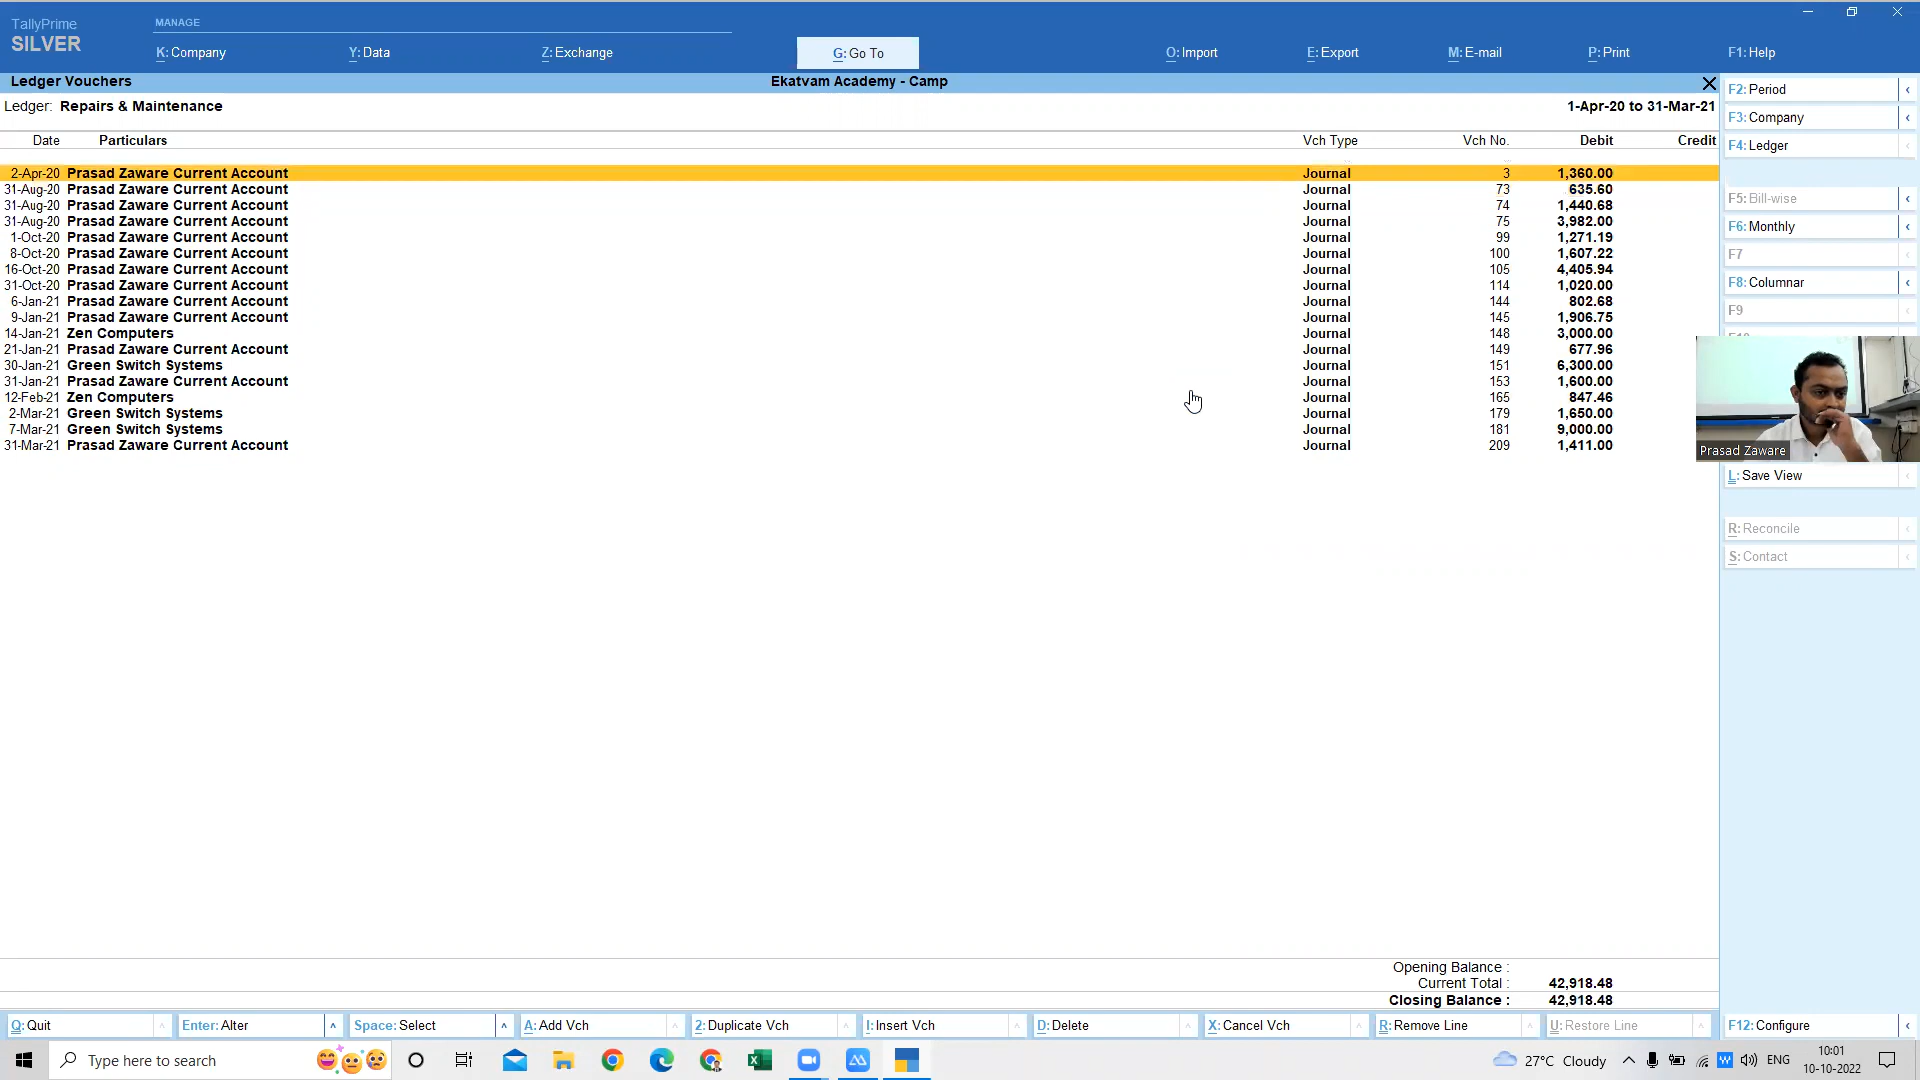 TallyPrime
SILVER
MANAGE
K: Company Y: Data Z: Exchange G: Go To O: Import E: Export M: E-mail P: Print F1: Help
Ledger Vouchers Ekatvam Academy - Camp
Ledger: Repairs & Maintenance 1-Apr-20 to 31-Mar-21
Date Particulars Vch Type Vch No. Debit Credit
2-Apr-20 Prasad Zaware Current Account Journal 3 1,360.00
31-Aug-20 Prasad Zaware Current Account Journal 73 635.60
31-Aug-20 Prasad Zaware Current Account Journal 74 1,440.68
31-Aug-20 Prasad Zaware Current Account Journal 75 3,982.00
1-Oct-20 Prasad Zaware Current Account Journal 99 1,271.19
8-Oct-20 Prasad Zaware Current Account Journal 100 1,607.22
16-Oct-20 Prasad Zaware Current Account Journal 105 4,405.94
31-Oct-20 Prasad Zaware Current Account Journal 114 1,020.00
6-Jan-21 Prasad Zaware Current Account Journal 144 802.68
9-Jan-21 Prasad Zaware Current Account Journal 145 1,906.75
14-Jan-21 Zen Computers Journal 148 3,000.00
21-Jan-21 Prasad Zaware Current Account Journal 149 677.96
30-Jan-21 Green Switch Systems Journal 151 6,300.00
31-Jan-21 Prasad Zaware Current Account Journal 153 1,600.00
12-Feb-21 Zen Computers Journal 165 847.46
2-Mar-21 Green Switch Systems Journal 179 1,650.00
7-Mar-21 Green Switch Systems Journal 181 9,000.00
31-Mar-21 Prasad Zaware Current Account Journal 209 1,411.00
Opening Balance :
Current Total : 42,918.48
Closing Balance : 42,918.48
F2: Period
F3: Company
F4: Ledger
F5: Bill-wise
F6: Monthly
F7
F8: Columnar
F9
Prasad Zaware
L: Save View
R: Reconcile
S: Contact
Q: Quit Enter: Alter Space: Select A: Add Vch 2: Duplicate Vch I: Insert Vch D: Delete X: Cancel Vch R: Remove Line U: Restore Line F12: Configure
Type here to search 27°C Cloudy ENG 10:01
10-10-2022